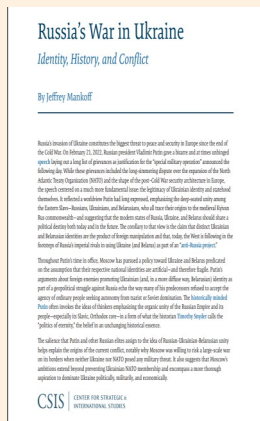 Russia's War in Ukraine
Identity, History, and Conflict
By Jeffrey Mankoff
Russia's invasion of Ukraine constitutes the biggest threat to peace and security in Europe since the end of
the Cold War. On February 21, 2022, Russian president Vladimir Putin gave a bizarre and at times unhinged
speech laying out a long list of grievances as justification for the "special military operation" announced the
following day. While these grievances included the long-simmering dispute over the expansion of the North
Atlantic Treaty Organization (NATO) and the shape of the post–Cold War security architecture in Europe,
the speech centered on a much more fundamental issue: the legitimacy of Ukrainian identity and statehood
themselves. It reflected a worldview Putin had long expressed, emphasizing the deep-seated unity among
the Eastern Slavs—Russians, Ukrainians, and Belarusians, who all trace their origins to the medieval Kyivan
Rus commonwealth—and suggesting that the modern states of Russia, Ukraine, and Belarus should share a
political destiny both today and in the future. The corollary to that view is the claim that distinct Ukrainian
and Belarusian identities are the product of foreign manipulation and that, today, the West is following in the
footsteps of Russia's imperial rivals in using Ukraine (and Belarus) as part of an "anti-Russia project."
Throughout Putin's time in office, Moscow has pursued a policy toward Ukraine and Belarus predicated
on the assumption that their respective national identities are artificial—and therefore fragile. Putin's
arguments about foreign enemies promoting Ukrainian (and, in a more diffuse way, Belarusian) identity as
part of a geopolitical struggle against Russia echo the way many of his predecessors refused to accept the
agency of ordinary people seeking autonomy from tsarist or Soviet domination. The historically minded
Putin often invokes the ideas of thinkers emphasizing the organic unity of the Russian Empire and its
people—especially its Slavic, Orthodox core—in a form of what the historian Timothy Snyder calls the
"politics of eternity," the belief in an unchanging historical essence.
The salience that Putin and other Russian elites assign to the idea of Russian-Ukrainian-Belarusian unity
helps explain the origins of the current conflict, notably why Moscow was willing to risk a large-scale war
on its borders when neither Ukraine nor NATO posed any military threat. It also suggests that Moscow's
ambitions extend beyond preventing Ukrainian NATO membership and encompass a more thorough
aspiration to dominate Ukraine politically, militarily, and economically.
CSIS | CENTER FOR STRATEGIC &
INTERNATIONAL STUDIES